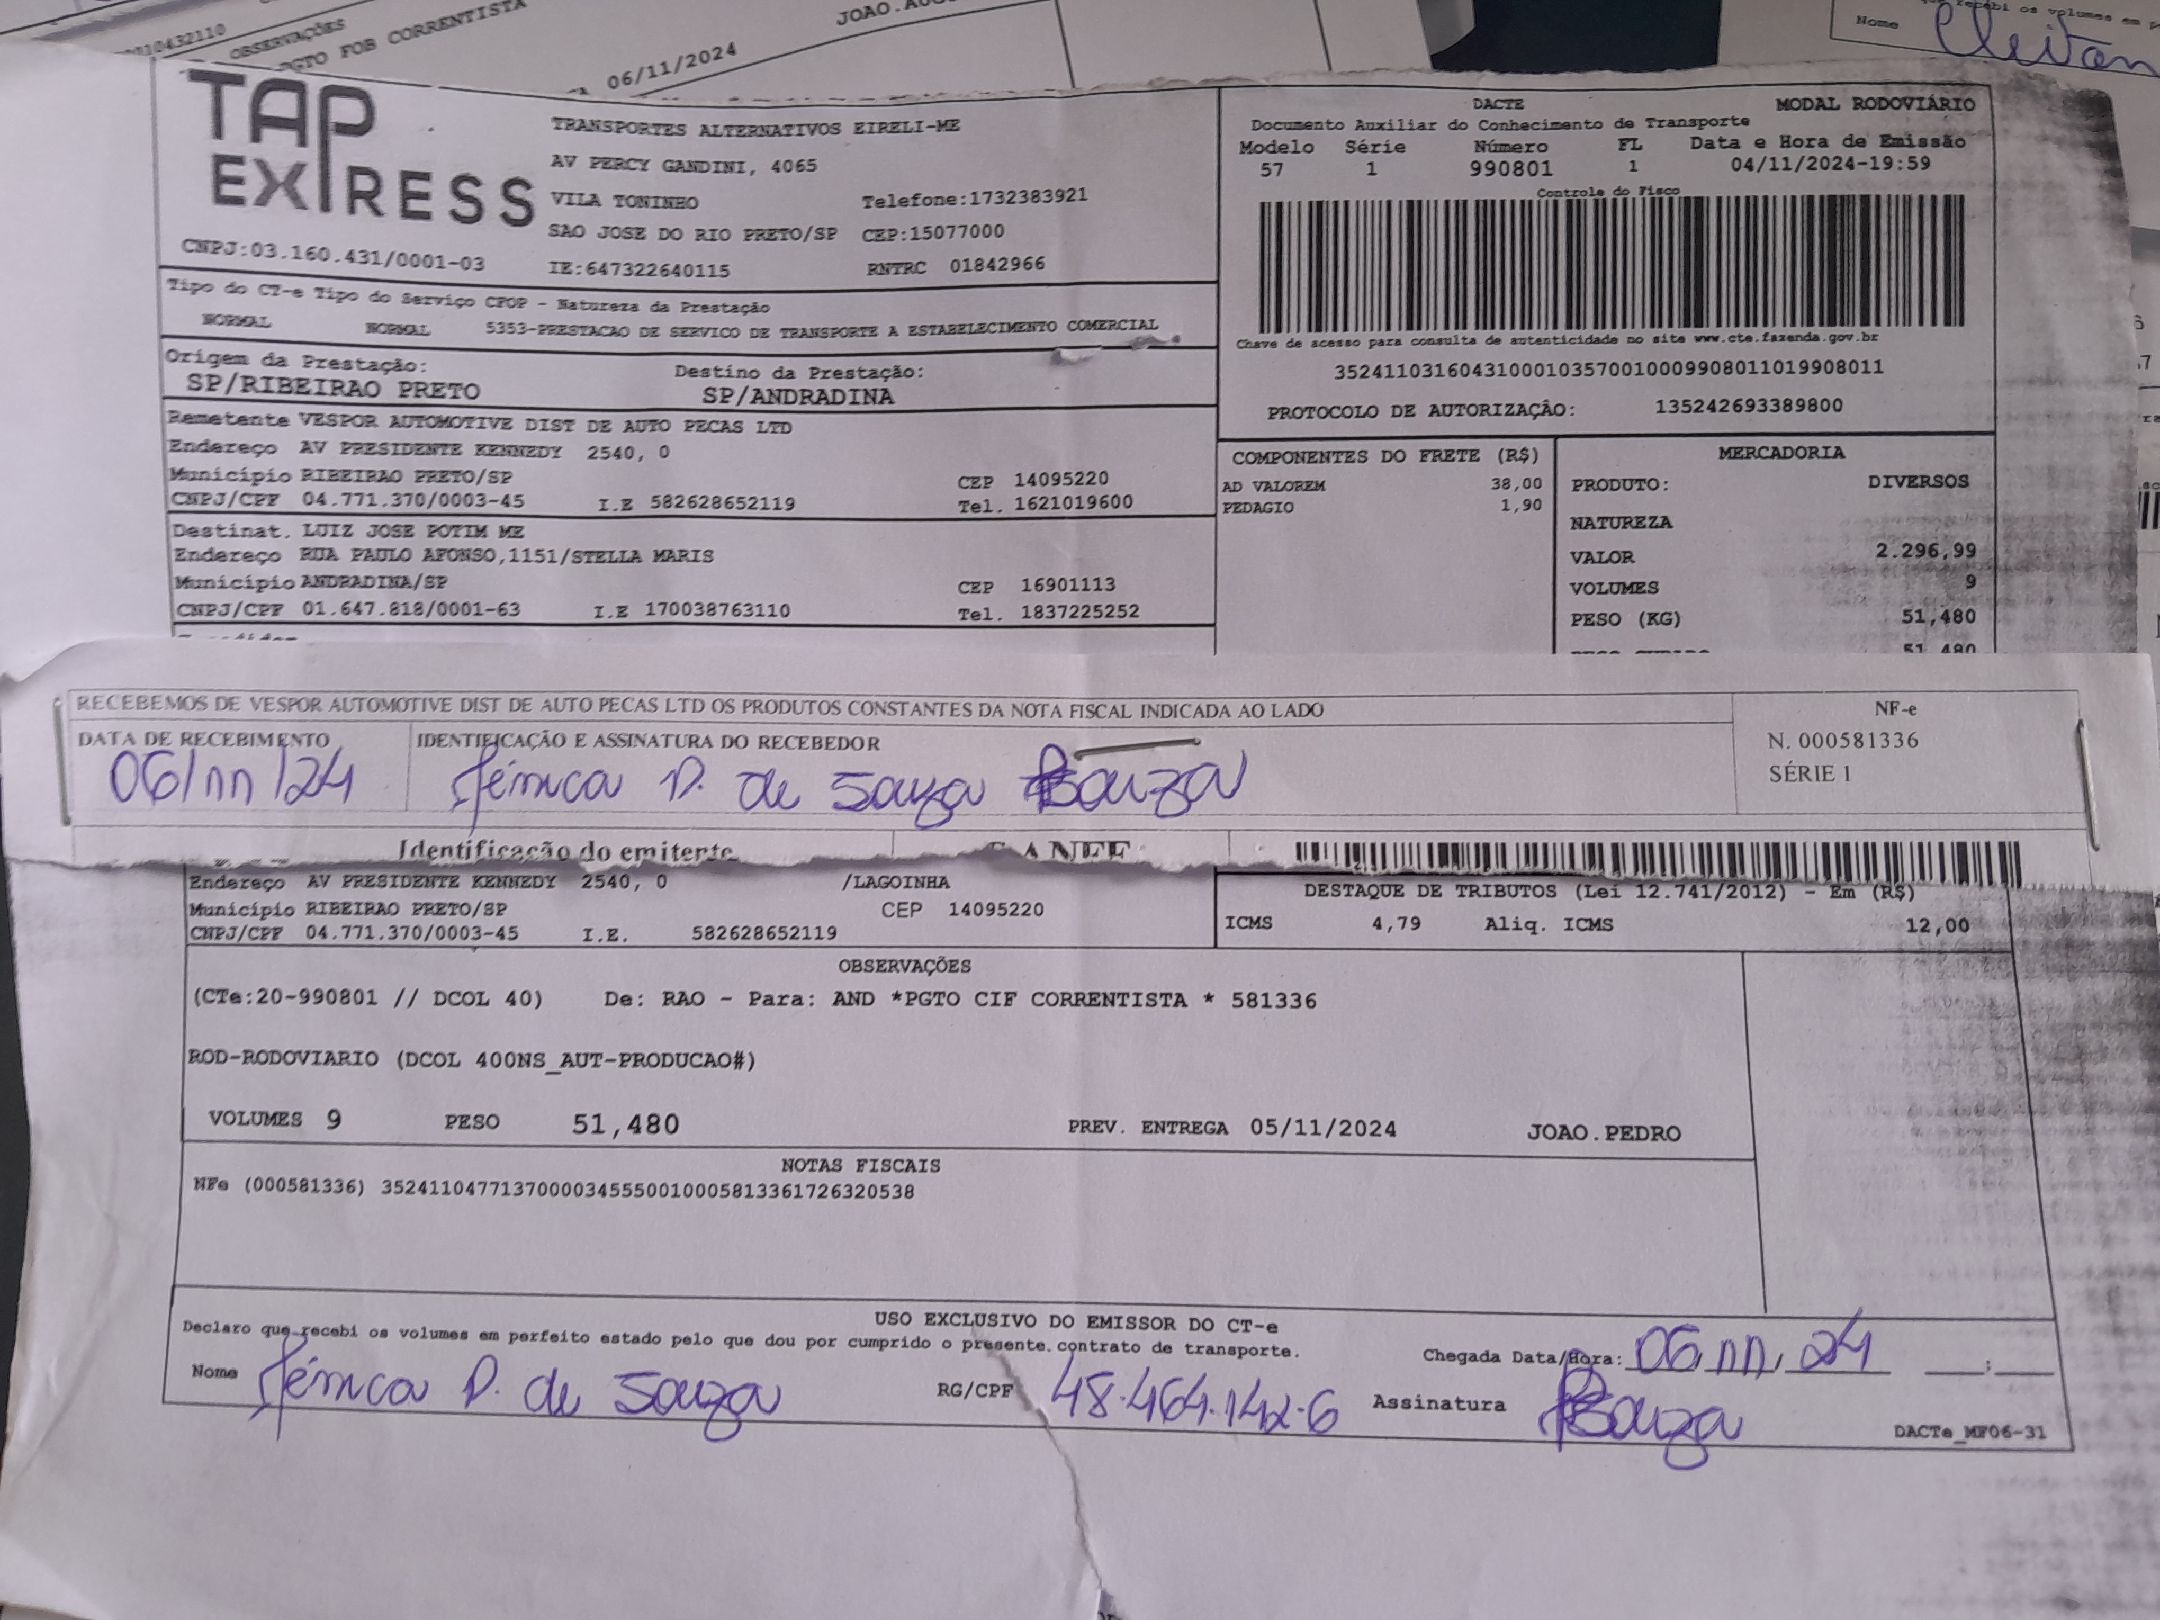 OBSERVAÇÕES
PGTO FOB CORRENTISTA
06/11/2024
Nome Cleiton
TAP
EXPRESS
TRANSPORTES ALTERNATIVOS EIRELI-ME
AV PERCY GANDINI, 4065
VILA TONINHO Telefone:1732383921
SAO JOSE DO RIO PRETO/SP CEP:15077000
CNPJ:03.160.431/0001-03 IE:647322640115 RNTRC 01842966
DACTE MODAL RODOVIÁRIO
Documento Auxiliar do Conhecimento de Transporte
Modelo Série Número FL Data e Hora de Emissão
57 1 990801 1 04/11/2024-19:59
Controle do Fisco
Chave de acesso para consulta de autenticidade no site www.cte.fazenda.gov.br
35241103160431000103570010009908011019908011
PROTOCOLO DE AUTORIZAÇÃO: 135242693389800
Tipo do CT-e Tipo do Serviço CFOP - Natureza da Prestação
NORMAL NORMAL 5353-PRESTACAO DE SERVICO DE TRANSPORTE A ESTABELECIMENTO COMERCIAL
Origem da Prestação: Destino da Prestação:
SP/RIBEIRAO PRETO SP/ANDRADINA
Remetente VESPOR AUTOMOTIVE DIST DE AUTO PECAS LTD
Endereço AV PRESIDENTE KENNEDY 2540, 0
Município RIBEIRAO PRETO/SP CEP 14095220
CNPJ/CPF 04.771.370/0003-45 I.E 582628652119 Tel. 1621019600
Destinat. LUIZ JOSE POTIM ME
Endereço RUA PAULO AFONSO,1151/STELLA MARIS
Município ANDRADINA/SP CEP 16901113
CNPJ/CPF 01.647.818/0001-63 I.E 170038763110 Tel. 1837225252
COMPONENTES DO FRETE (R$)
AD VALOREM 38,00
PEDAGIO 1,90
MERCADORIA
PRODUTO: DIVERSOS
NATUREZA
VALOR 2.296,99
VOLUMES 9
PESO (KG) 51,480
RECEBEMOS DE VESPOR AUTOMOTIVE DIST DE AUTO PECAS LTD OS PRODUTOS CONSTANTES DA NOTA FISCAL INDICADA AO LADO
DATA DE RECEBIMENTO IDENTIFICAÇÃO E ASSINATURA DO RECEBEDOR
06/11/24 Jéssica D. de Souza Souza
NF-e
N. 000581336
SÉRIE 1
Identificação do emitente DANFE
Endereço AV PRESIDENTE KENNEDY 2540, 0 /LAGOINHA
Município RIBEIRAO PRETO/SP CEP 14095220
CNPJ/CPF 04.771.370/0003-45 I.E. 582628652119
DESTAQUE DE TRIBUTOS (Lei 12.741/2012) - Em (R$)
ICMS 4,79 Aliq. ICMS 12,00
OBSERVAÇÕES
(CTe:20-990801 // DCOL 40) De: RAO - Para: AND *PGTO CIF CORRENTISTA * 581336
ROD-RODOVIARIO (DCOL 400NS_AUT-PRODUCAO#)
VOLUMES 9 PESO 51,480 PREV. ENTREGA 05/11/2024 JOAO.PEDRO
NOTAS FISCAIS
NFe (000581336) 35241104771370000345550010005813361726320538
USO EXCLUSIVO DO EMISSOR DO CT-e
Declaro que recebi os volumes em perfeito estado pelo que dou por cumprido o presente contrato de transporte.
Chegada Data/Hora: 06/11/24 :
Nome Jéssica D. de Souza RG/CPF 48.464.142-6 Assinatura Souza
DACTe_MF06-31